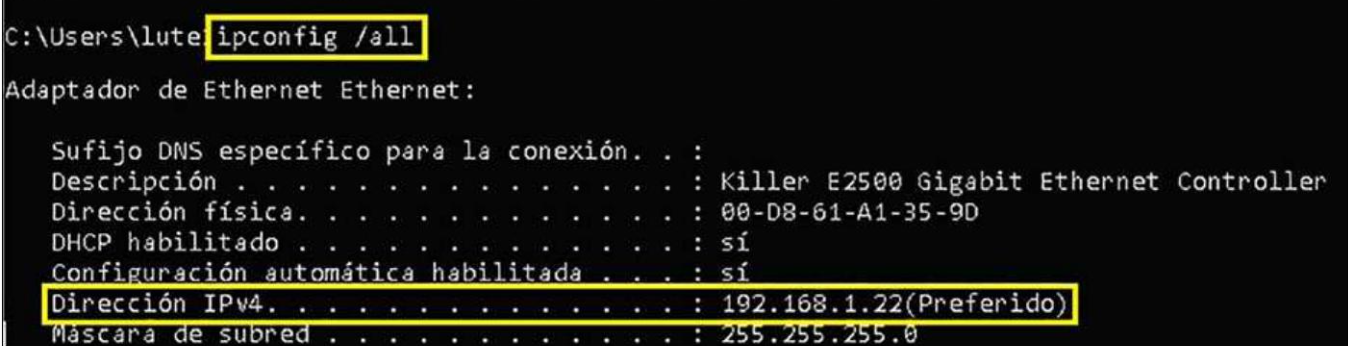 C:\Users\lute ipconfig /all
Adaptador de Ethernet Ethernet:
Sufijo DNS específico para la conexión. . :
Descripción . . . . . . . . . . . . . . . : Killer E2500 Gigabit Ethernet Controller
Dirección física. . . . . . . . . . . . . : 00-D8-61-A1-35-9D
DHCP habilitado . . . . . . . . . . . . . : sí
Configuración automática habilitada . . . : sí
Dirección IPv4. . . . . . . . . . . . . . : 192.168.1.22(Preferido)
Máscara de subred . . . . . . . . . . . . : 255.255.255.0